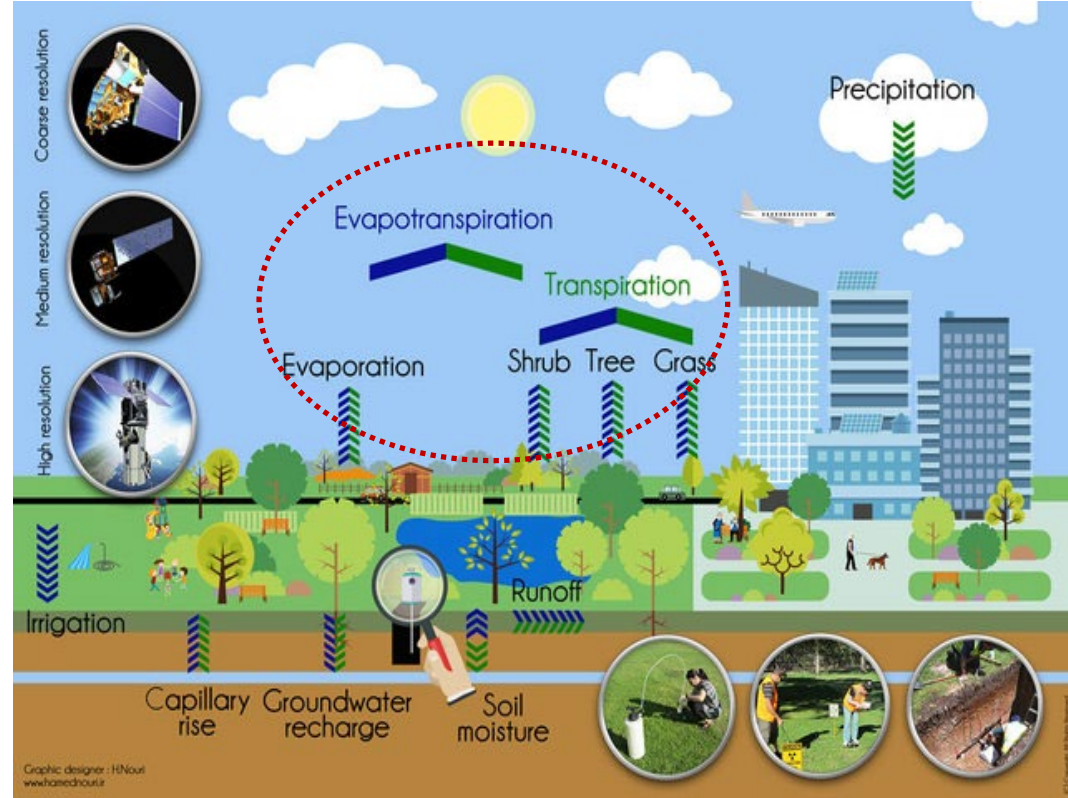 Coarse resolution
Medium resolution
High resolution
Precipitation
Evapotranspiration
Transpiration
Evaporation
Shrub Tree Grass
Runoff
Irrigation
Capillary
rise
Groundwater
recharge
Soil
moisture
Graphic designer : H.Nouri
www.hamednouri.ir